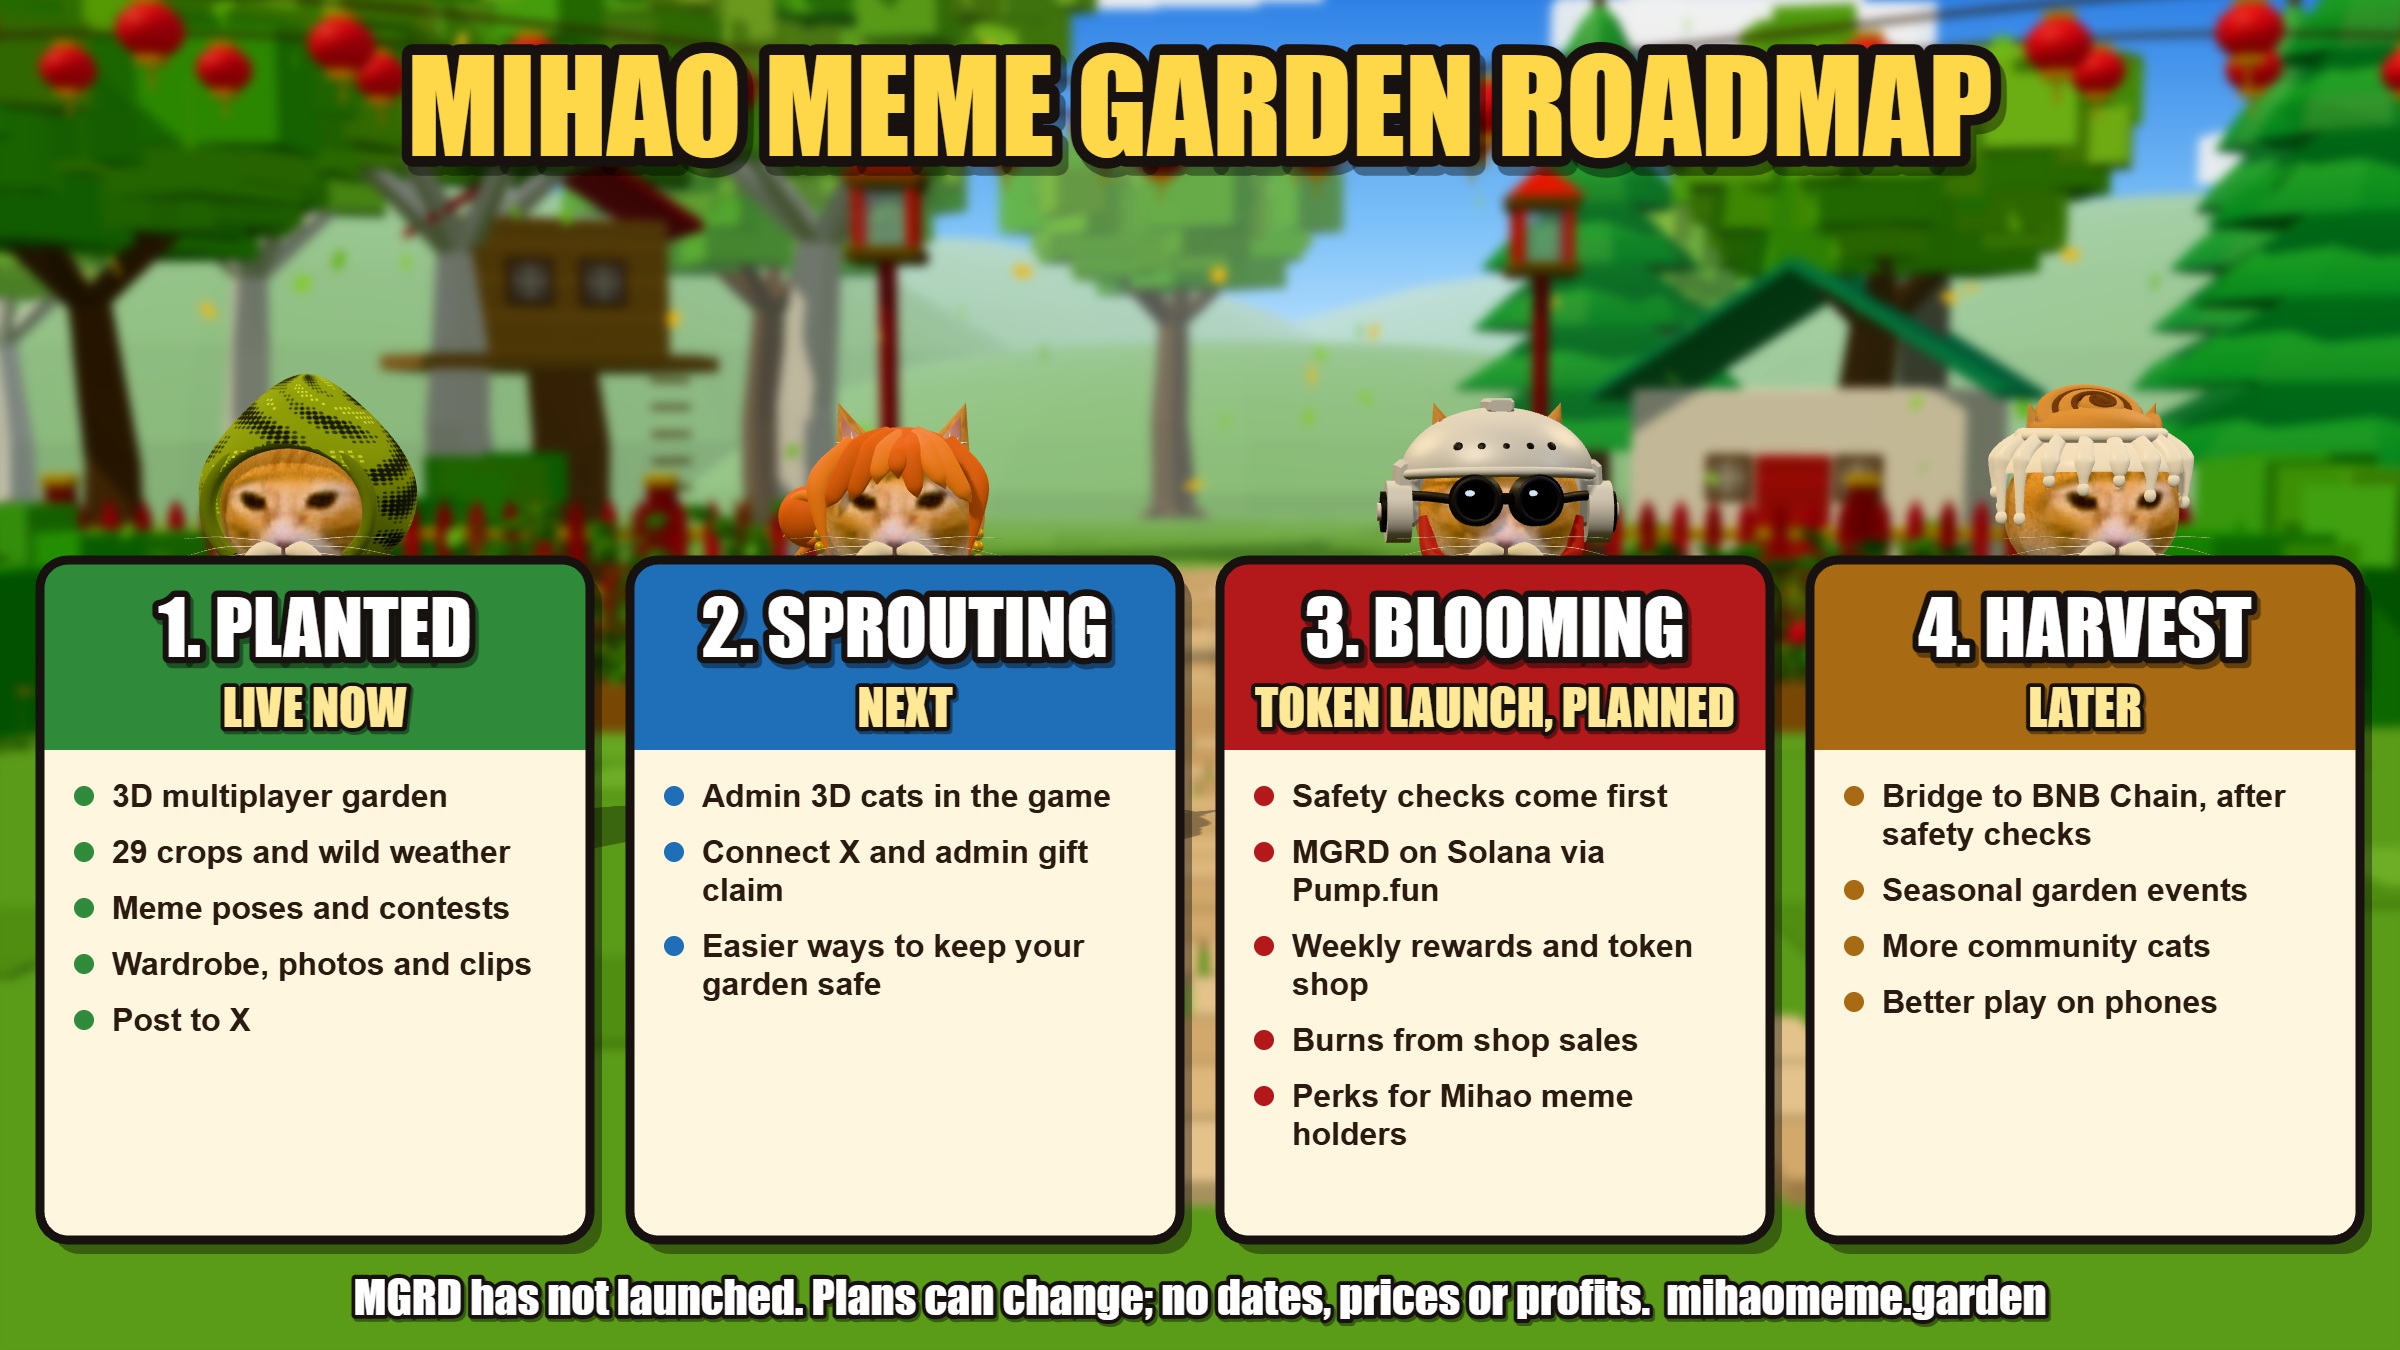 MIHAO MEME GARDEN ROADMAP
1. PLANTED
LIVE NOW
3D multiplayer garden
29 crops and wild weather
Meme poses and contests
Wardrobe, photos and clips
Post to X
2. SPROUTING
NEXT
Admin 3D cats in the game
Connect X and admin gift
claim
Easier ways to keep your
garden safe
3. BLOOMING
TOKEN LAUNCH, PLANNED
Safety checks come first
MGRD on Solana via
Pump.fun
Weekly rewards and token
shop
Burns from shop sales
Perks for Mihao meme
holders
4. HARVEST
LATER
Bridge to BNB Chain, after
safety checks
Seasonal garden events
More community cats
Better play on phones
MGRD has not launched. Plans can change; no dates, prices or profits. mihaomeme.garden